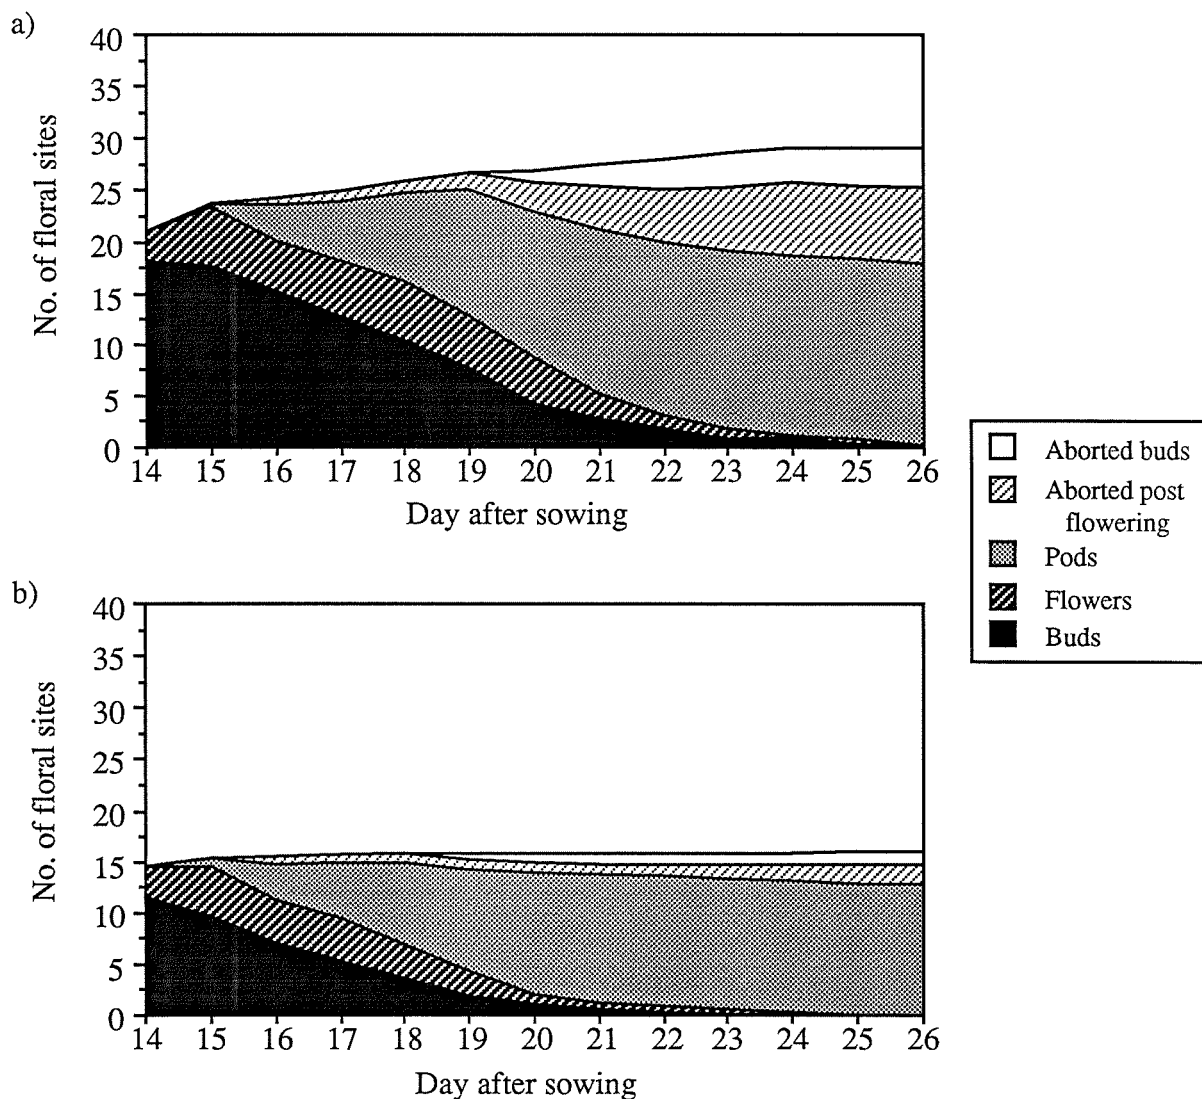 a)
40
35
30
25
20
15
10
5
0
No. of floral sites
14 15 16 17 18 19 20 21 22 23 24 25 26
Day after sowing
Aborted buds
Aborted post
flowering
Pods
Flowers
Buds
b)
40
35
30
25
20
15
10
5
0
No. of floral sites
14 15 16 17 18 19 20 21 22 23 24 25 26
Day after sowing